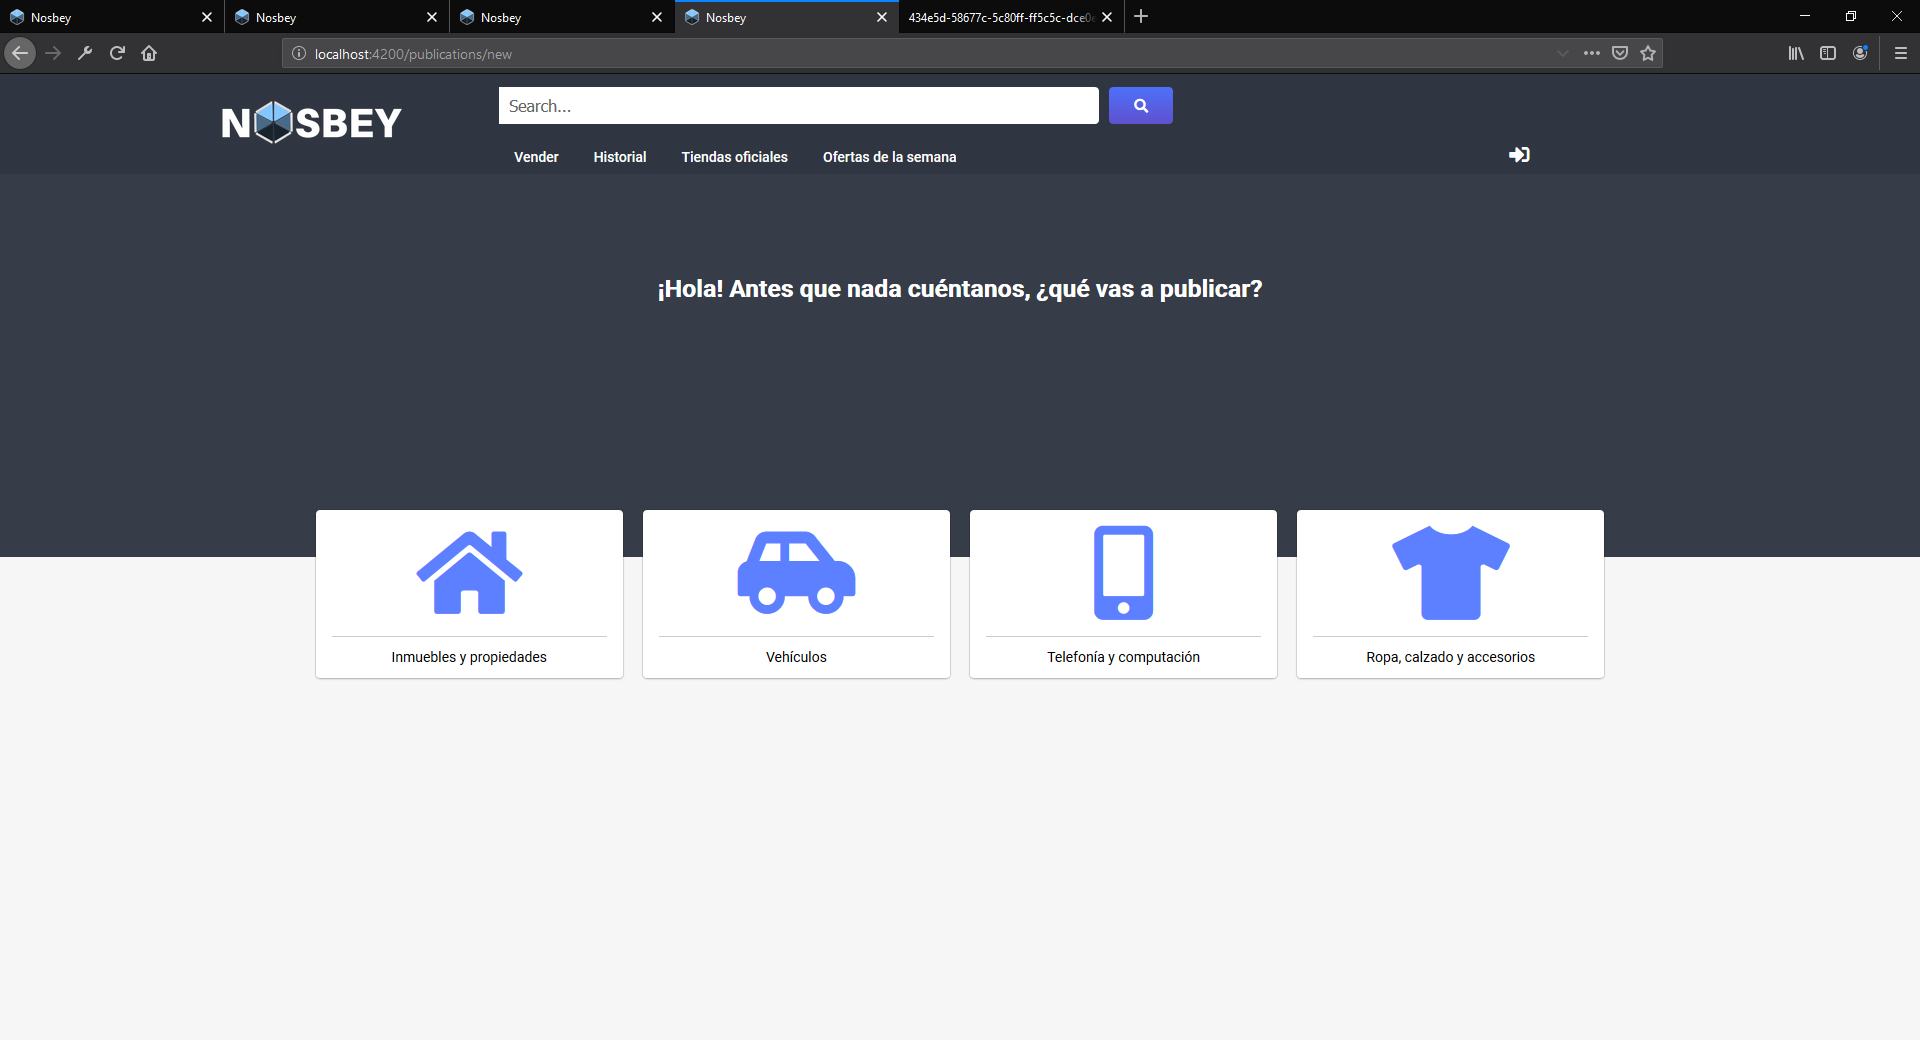 Nosbey
Nosbey
Nosbey
Nosbey
434e5d-58677c-5c80ff-ff5c5c-dce0
localhost:4200/publications/new
NOSBEY
Search...
Vender
Historial
Tiendas oficiales
Ofertas de la semana
¡Hola! Antes que nada cuéntanos, ¿qué vas a publicar?
Inmuebles y propiedades
Vehículos
Telefonía y computación
Ropa, calzado y accesorios